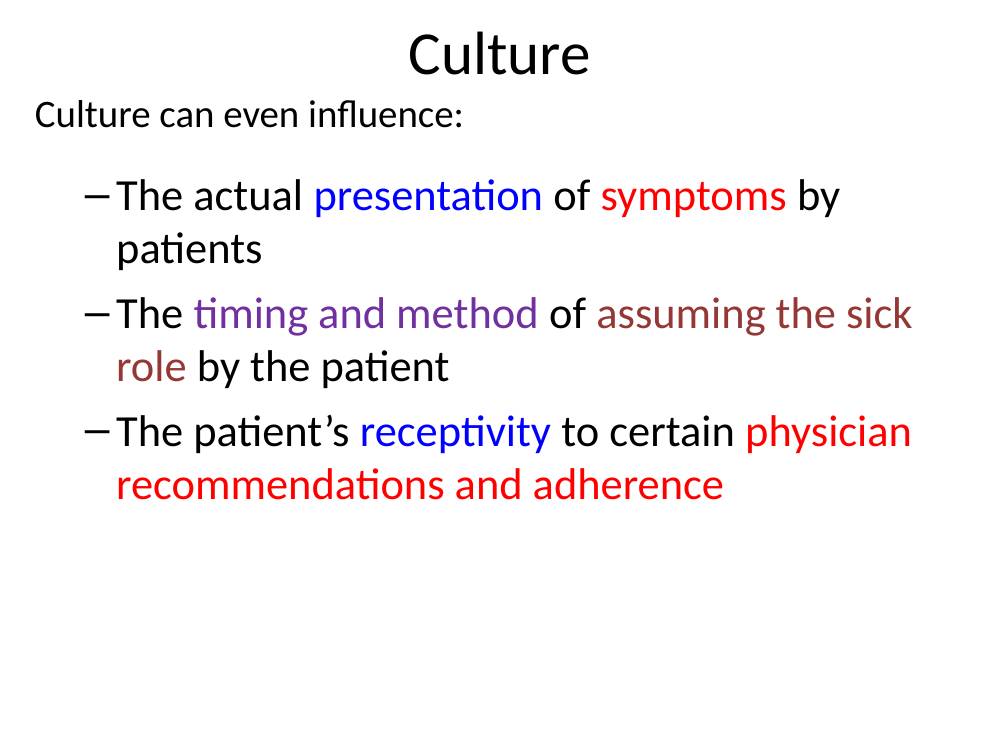 Culture
Culture can even influence:
– The actual presentation of symptoms by
patients
– The timing and method of assuming the sick
role by the patient
– The patient’s receptivity to certain physician
recommendations and adherence